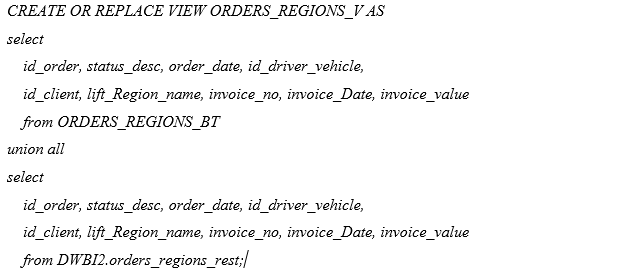 CREATE OR REPLACE VIEW ORDERS_REGIONS_V AS
select
id_order, status_desc, order_date, id_driver_vehicle,
id_client, lift_Region_name, invoice_no, invoice_Date, invoice_value
from ORDERS_REGIONS_BT
union all
select
id_order, status_desc, order_date, id_driver_vehicle,
id_client, lift_Region_name, invoice_no, invoice_Date, invoice_value
from DWBI2.orders_regions_rest;